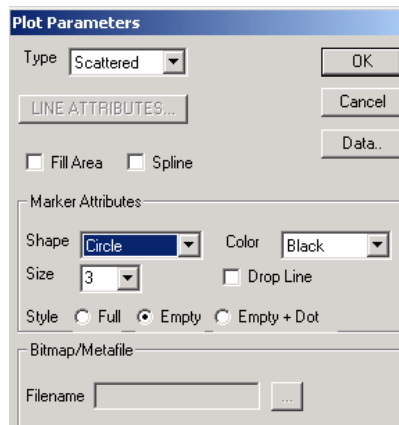 Plot Parameters
Type Scattered OK
LINE ATTRIBUTES... Cancel
Data..
Fill Area Spline
Marker Attributes
Shape Circle Color Black
Size 3 Drop Line
Style Full Empty Empty + Dot
Bitmap/Metafile
Filename ...